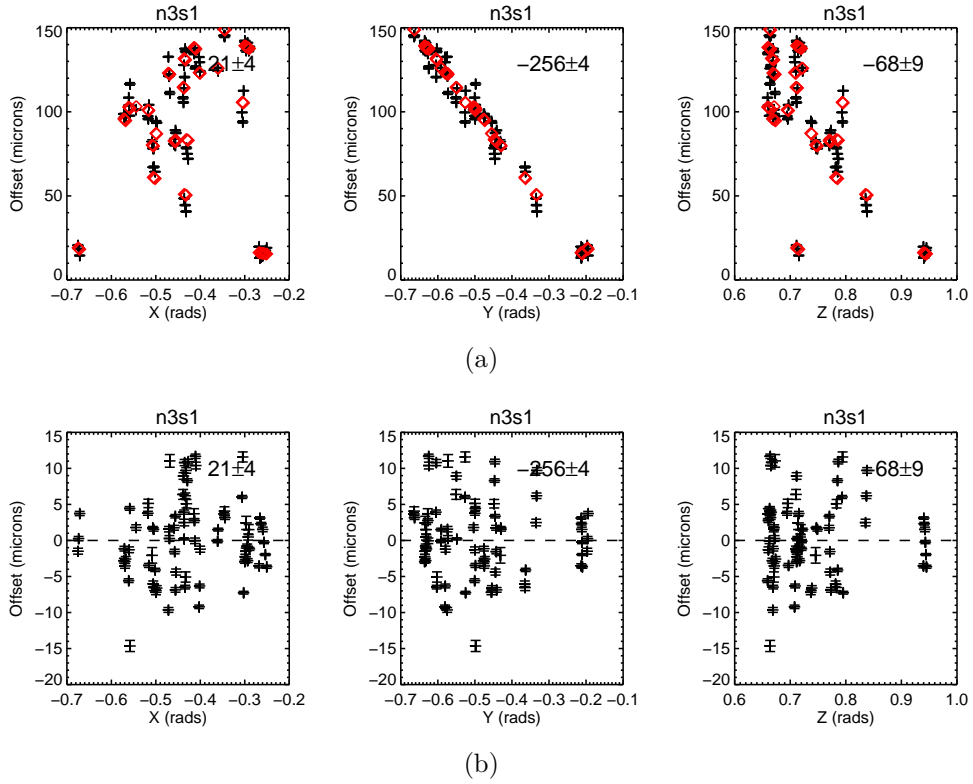 n3s1
n3s1
n3s1
150
100
50
0
Offset (microns)
21±4
−0.7 −0.6 −0.5 −0.4 −0.3 −0.2
X (rads)
150
100
50
0
Offset (microns)
−256±4
−0.7 −0.6 −0.5 −0.4 −0.3 −0.2 −0.1
Y (rads)
150
100
50
0
Offset (microns)
−68±9
0.6 0.7 0.8 0.9 1.0
Z (rads)
(a)
n3s1
n3s1
n3s1
15
10
5
0
−5
−10
−15
−20
Offset (microns)
21±4
−0.7 −0.6 −0.5 −0.4 −0.3 −0.2
X (rads)
15
10
5
0
−5
−10
−15
−20
Offset (microns)
−256±4
−0.7 −0.6 −0.5 −0.4 −0.3 −0.2 −0.1
Y (rads)
15
10
5
0
−5
−10
−15
−20
Offset (microns)
−68±9
0.6 0.7 0.8 0.9 1.0
Z (rads)
(b)